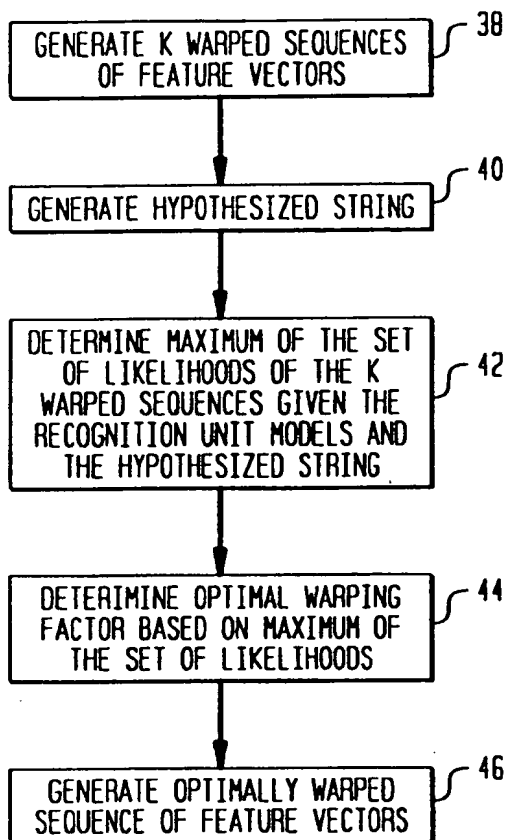 38
GENERATE K WARPED SEQUENCES
OF FEATURE VECTORS
40
GENERATE HYPOTHESIZED STRING
DETERMINE MAXIMUM OF THE SET
OF LIKELIHOODS OF THE K
WARPED SEQUENCES GIVEN THE
RECOGNITION UNIT MODELS AND
THE HYPOTHESIZED STRING
42
DETERIMINE OPTIMAL WARPING
FACTOR BASED ON MAXIMUM OF
THE SET OF LIKELIHOODS
44
GENERATE OPTIMALLY WARPED
SEQUENCE OF FEATURE VECTORS
46